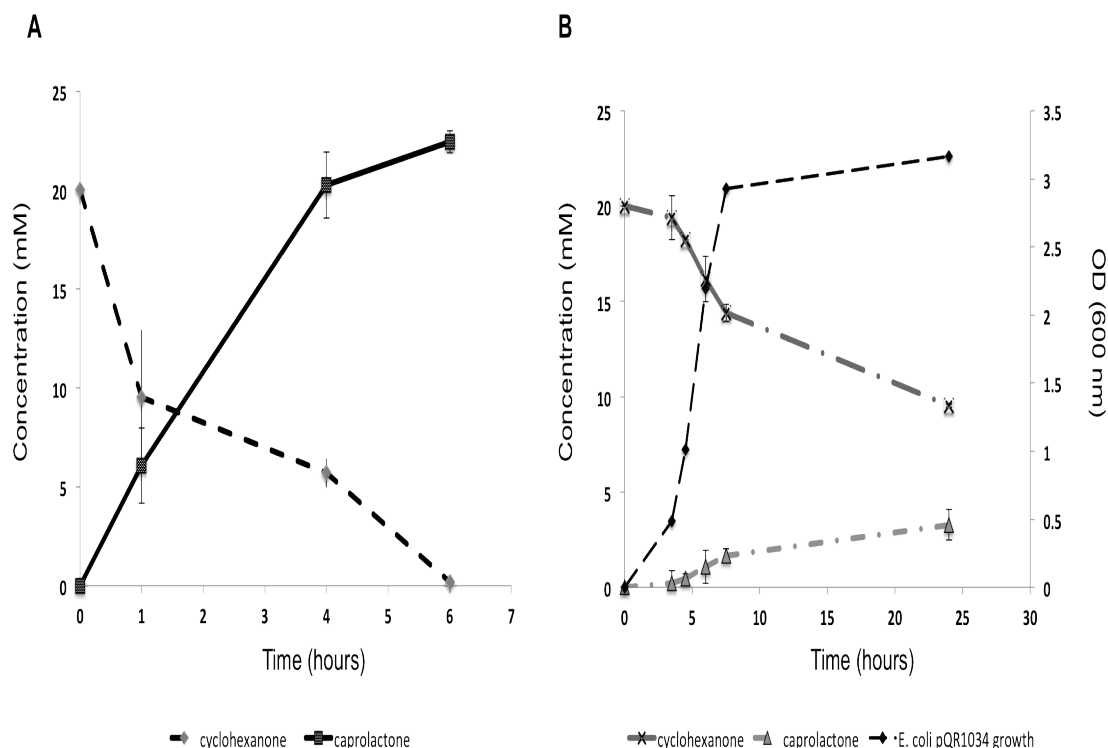 A
B
25
20
15
10
5
0
Concentration (mM)
0 1 2 3 4 5 6 7
Time (hours)
cyclohexanone caprolactone
25
20
15
10
5
0
Concentration (mM)
3.5
3
2.5
2
1.5
1
0.5
0
OD (600 nm)
0 5 10 15 20 25 30
Time (hours)
cyclohexanone caprolactone E. coli pQR1034 growth